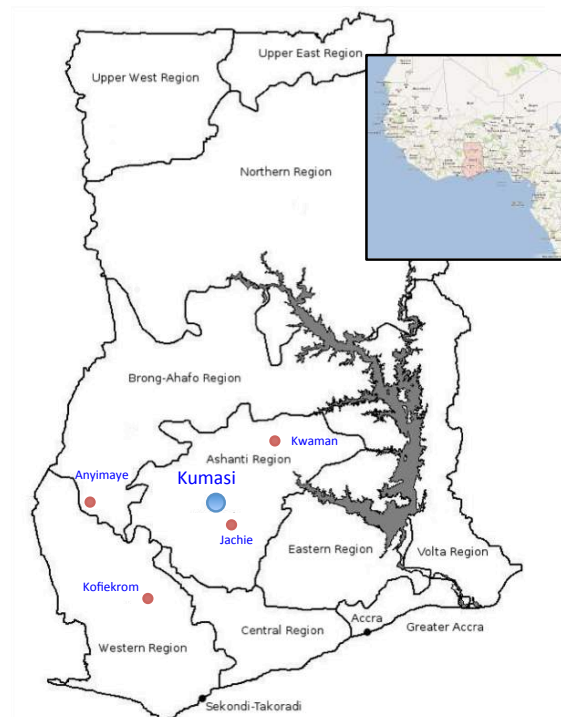 Upper East Region
Upper West Region
Northern Region
Brong-Ahafo Region
Kwaman
Ashanti Region
Anyimaye
Kumasi
Jachie
Eastern Region
Volta Region
Kofiekrom
Accra
Greater Accra
Central Region
Western Region
Sekondi-Takoradi